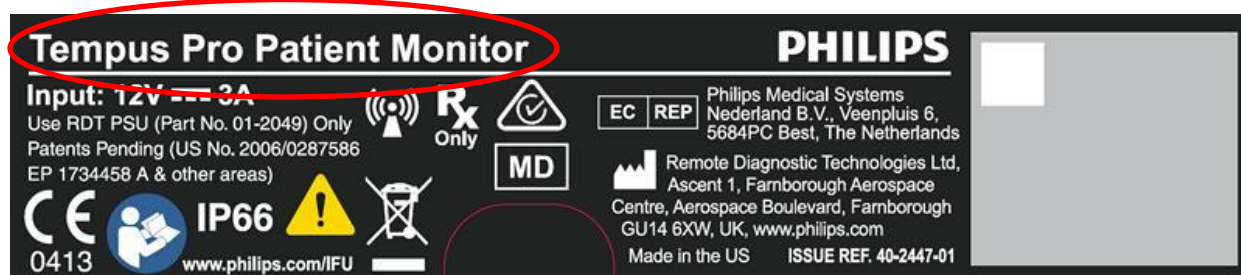 Tempus Pro Patient Monitor
PHILIPS
Input: 12V 3A
Use RDT PSU (Part No. 01-2049) Only
Patents Pending (US No. 2006/0287586
EP 1734458 A & other areas)
Rx
Only
MD
CE
0413
IP66
www.philips.com/IFU
EC REP
Philips Medical Systems
Nederland B.V., Veenpluis 6,
5684PC Best, The Netherlands
Remote Diagnostic Technologies Ltd,
Ascent 1, Farnborough Aerospace
Centre, Aerospace Boulevard, Farnborough
GU14 6XW, UK, www.philips.com
Made in the US ISSUE REF. 40-2447-01